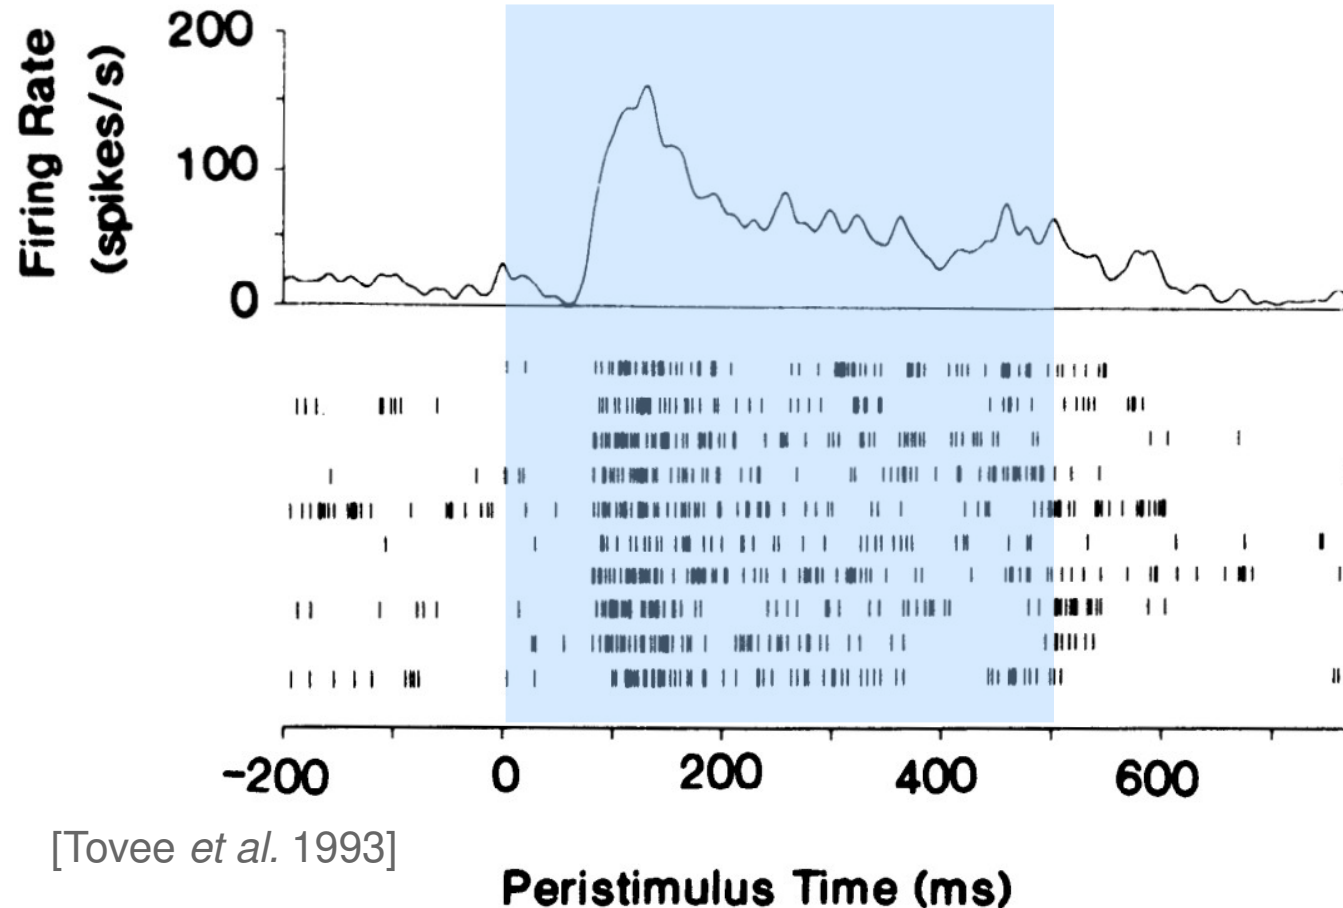 Firing Rate
(spikes/s)
200
100
0
-200 0 200 400 600
[Tovee et al. 1993]
Peristimulus Time (ms)